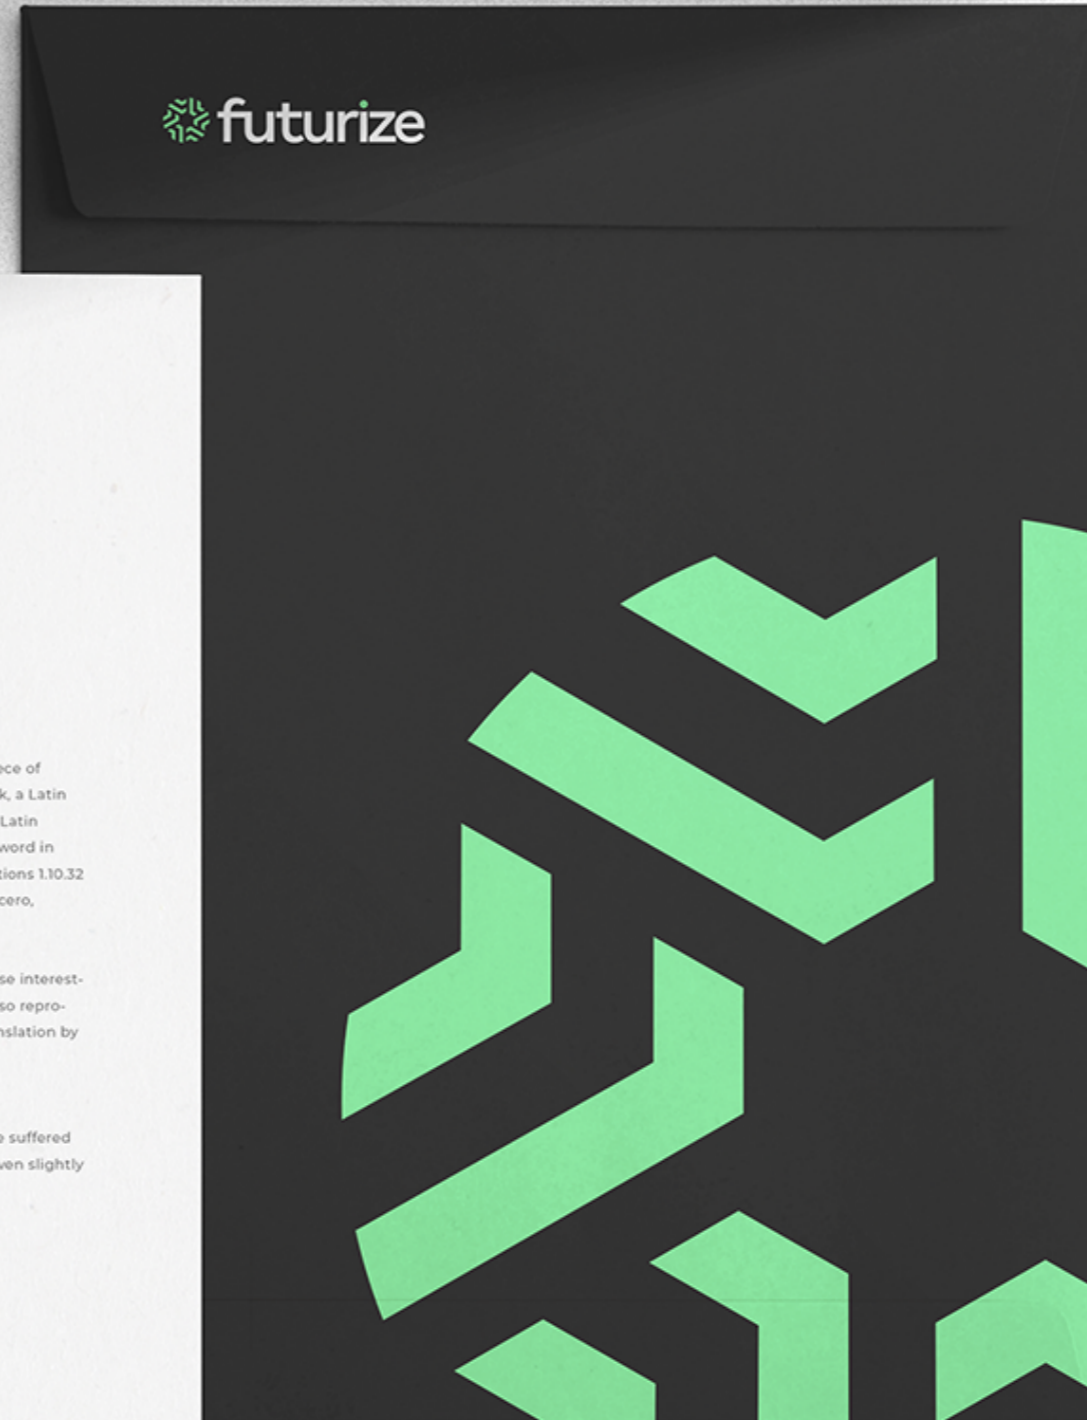 futurize
ece of
k, a Latin
Latin
word in
tions 1.10.32
cero,
se interest-
so repro-
nslation by
e suffered
ven slightly